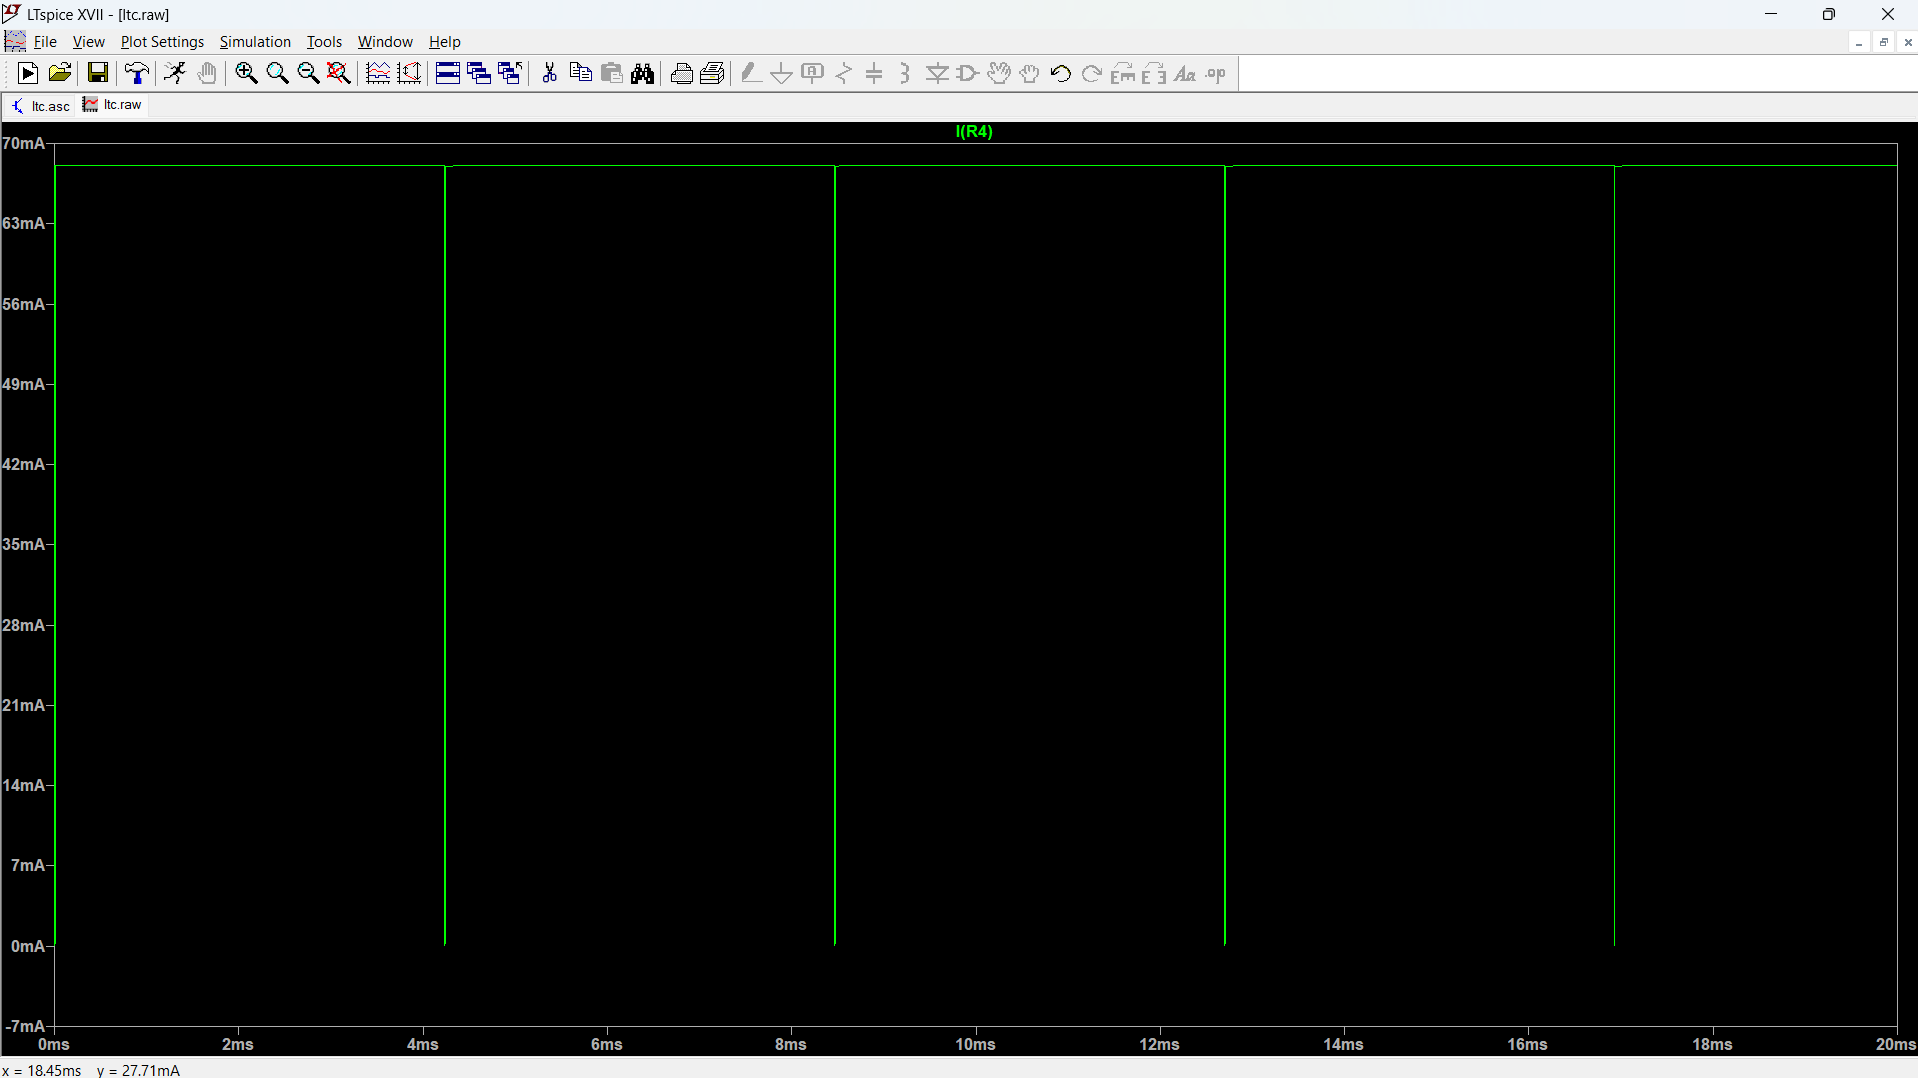 LTspice XVII - [ltc.raw]
File View Plot Settings Simulation Tools Window Help
.op
ltc.asc ltc.raw
I(R4)
70mA
63mA
56mA
49mA
42mA
35mA
28mA
21mA
14mA
7mA
0mA
-7mA
0ms 2ms 4ms 6ms 8ms 10ms 12ms 14ms 16ms 18ms 20ms
x = 18.45ms y = 27.71mA